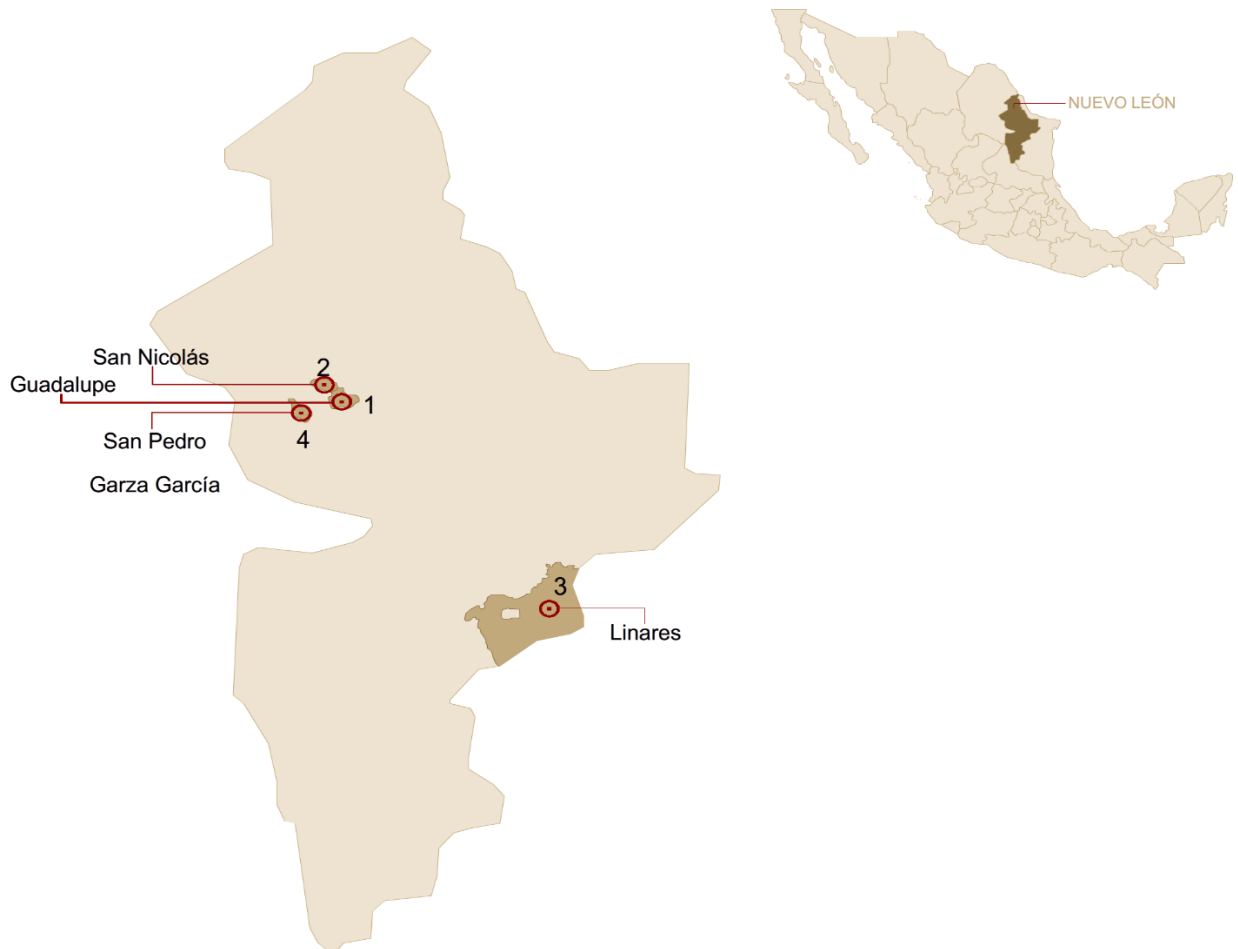 NUEVO LEÓN
San Nicolás
2
Guadalupe
1
San Pedro
4
Garza García
3
Linares